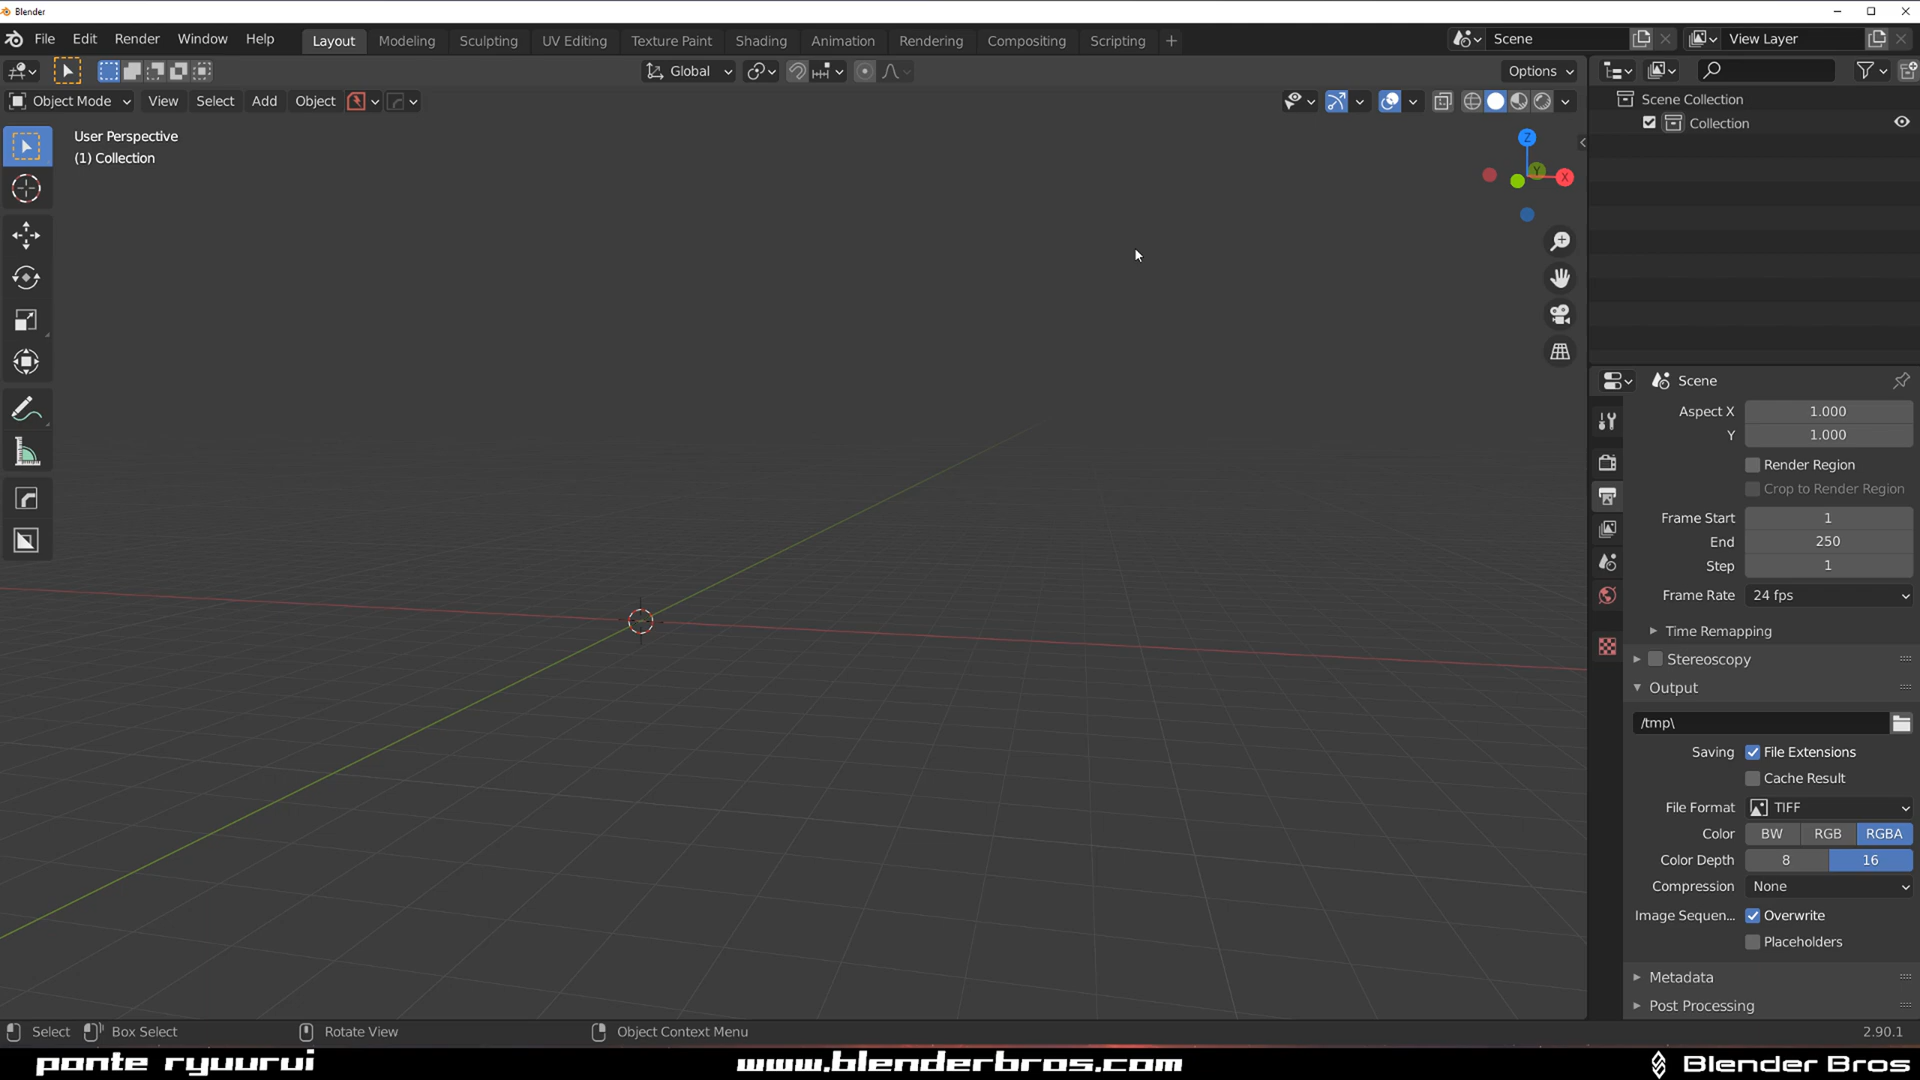 Blender
File Edit Render Window Help Layout Modeling Sculpting UV Editing Texture Paint Shading Animation Rendering Compositing Scripting + Scene View Layer
Global Options
Object Mode View Select Add Object
User Perspective
(1) Collection
Z
Y
X
Scene Collection
Collection
Scene
Aspect X 1.000
Y 1.000
Render Region
Crop to Render Region
Frame Start 1
End 250
Step 1
Frame Rate 24 fps
Time Remapping
Stereoscopy
Output
/tmp\
Saving File Extensions
Cache Result
File Format TIFF
Color BW RGB RGBA
Color Depth 8 16
Compression None
Image Sequen... Overwrite
Placeholders
Metadata
Post Processing
Select Box Select Rotate View Object Context Menu 2.90.1
ponte ryuurui www.blenderbros.com Blender Bros